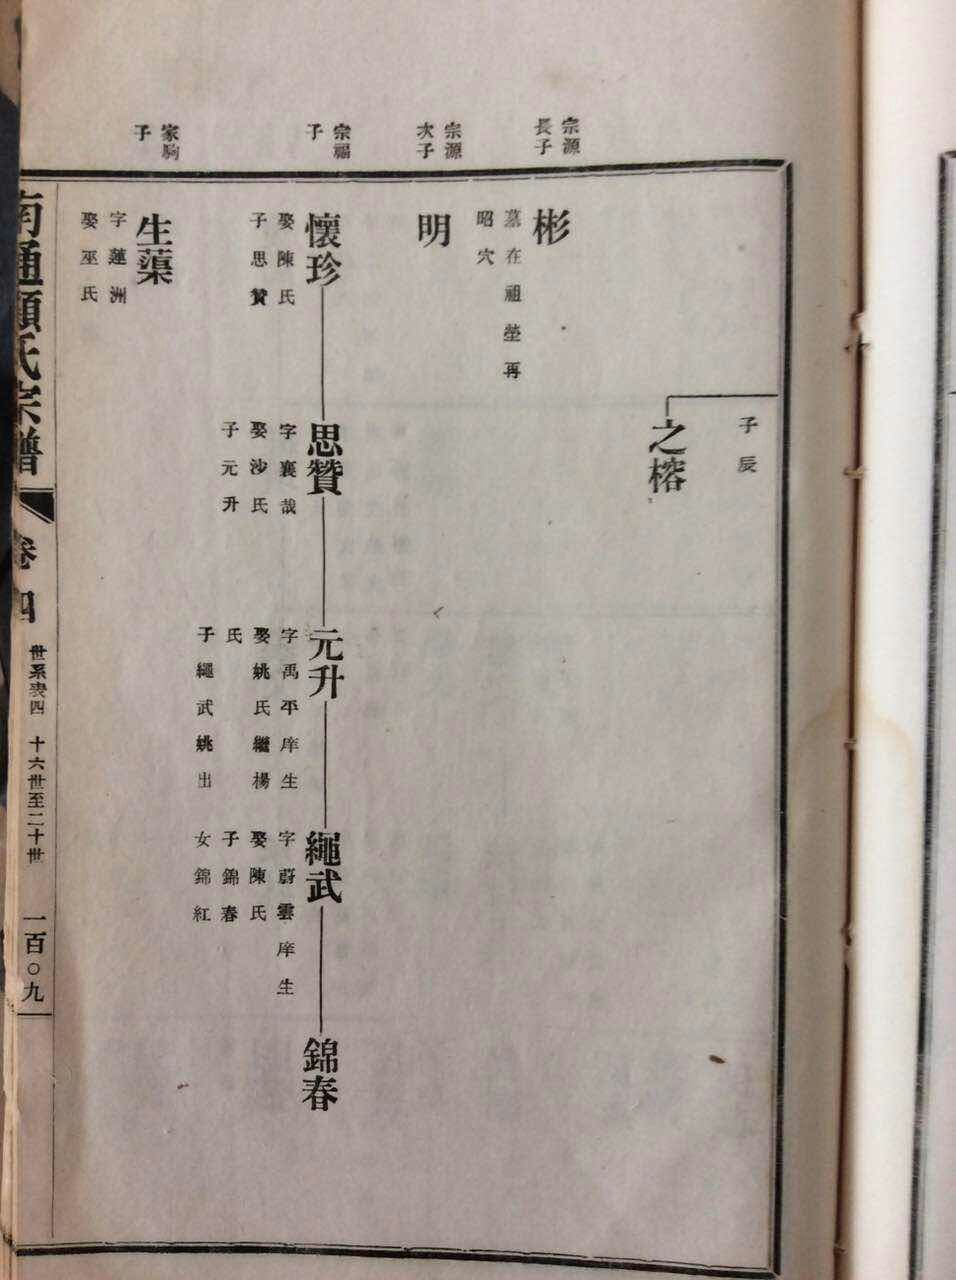 子辰
之榕
宗源
長子
彬
墓在祖塋再
昭穴
宗源
次子
明
宗福
子
懷珍
娶陳氏
子思贊
思贊
字襄哉
娶沙氏
子元升
元升
字禹平庠生
娶姚氏繼楊
氏
子繩武姚出
繩武
字蔚雲庠生
娶陳氏
子錦春
女錦紅
錦春
家駒
子
生蕖
字蓮洲
娶巫氏
南通顧氏宗譜
卷四
世系表四 十六世至二十世
一百○九